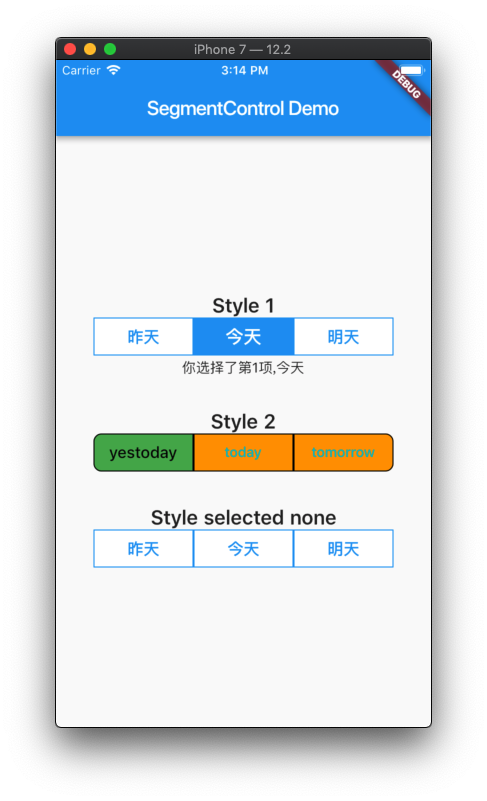 iPhone 7 — 12.2
Carrier 3:14 PM
DEBUG
SegmentControl Demo
Style 1
昨天 今天 明天
你选择了第1项,今天
Style 2
yestoday today tomorrow
Style selected none
昨天 今天 明天